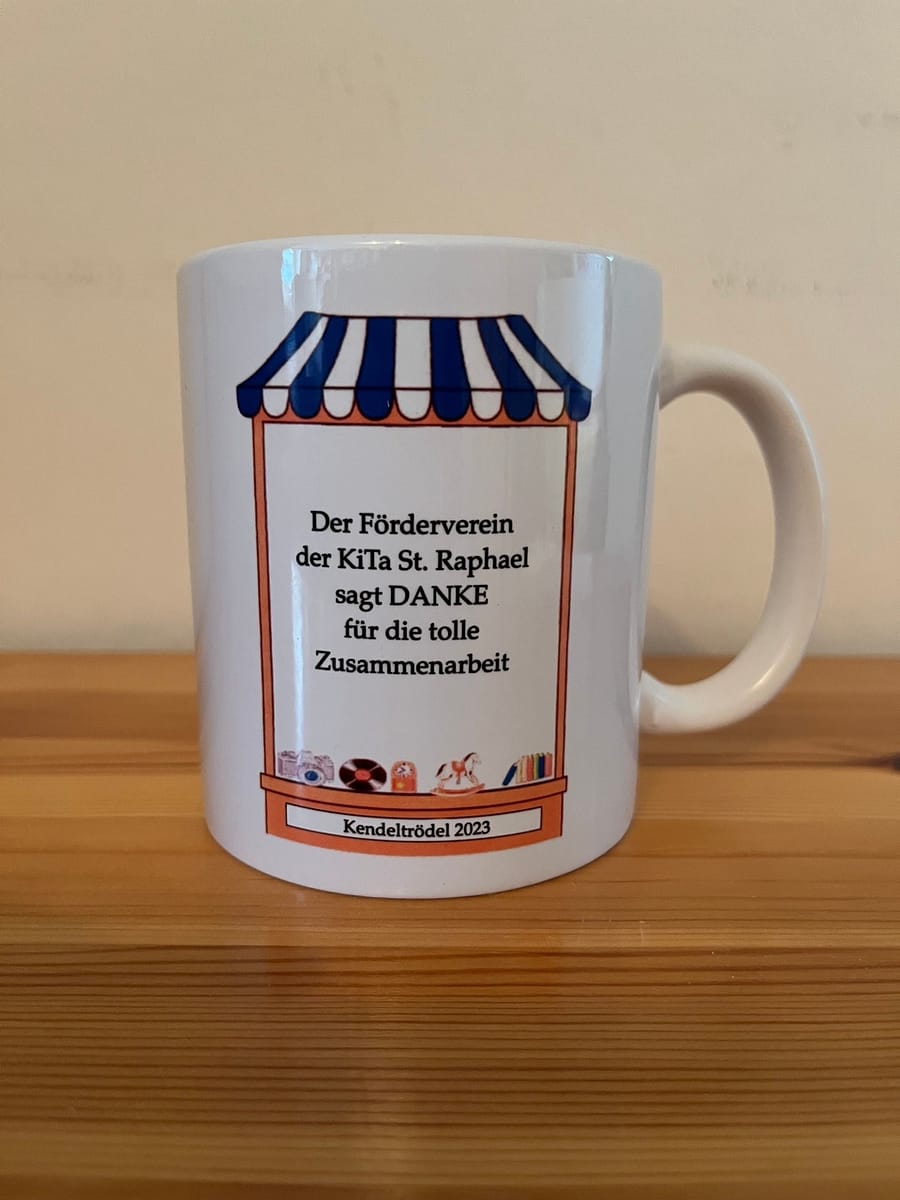 Der Förderverein
der KiTa St. Raphael
sagt DANKE
für die tolle
Zusammenarbeit
Kendeltrödel 2023